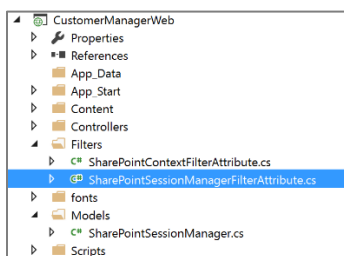 CustomerManagerWeb
Properties
References
App_Data
App_Start
Content
Controllers
Filters
C# SharePointContextFilterAttribute.cs
C# SharePointSessionManagerFilterAttribute.cs
fonts
Models
C# SharePointSessionManager.cs
Scripts